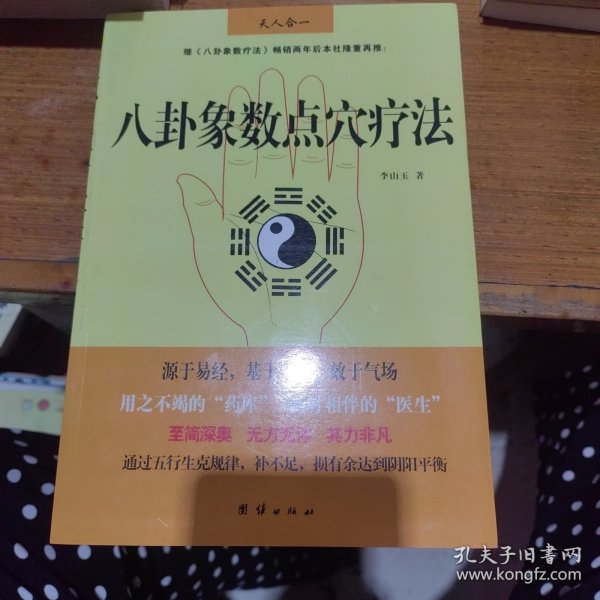 天人合一
继《八卦象数疗法》畅销两年后本社隆重再推：
八卦象数点穴疗法
李山玉 著
源于易经，基于 效于气场
用之不竭的“药库” 相伴的“医生”
至简深奥 无方无体 其力非凡
通过五行生克规律，补不足，损有余达到阴阳平衡
团结出版社
孔夫子旧书网
www.kongfz.com